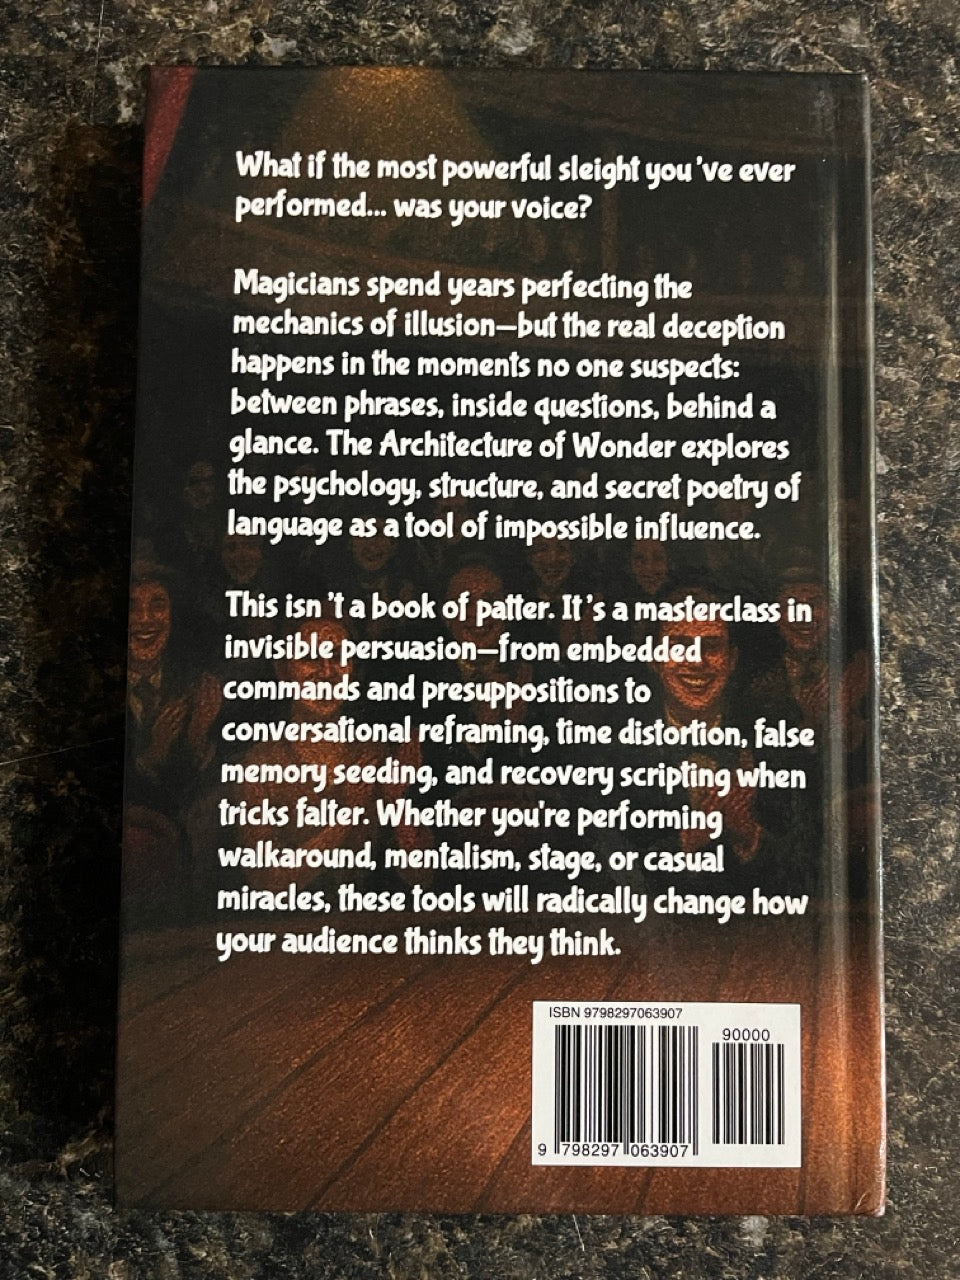 What if the most powerful sleight you've ever
performed... was your voice?
Magicians spend years perfecting the
mechanics of illusion—but the real deception
happens in the moments no one suspects:
between phrases, inside questions, behind a
glance. The Architecture of Wonder explores
the psychology, structure, and secret poetry of
language as a tool of impossible influence.
This isn't a book of patter. It's a masterclass in
invisible persuasion—from embedded
commands and presuppositions to
conversational reframing, time distortion, false
memory seeding, and recovery scripting when
tricks falter. Whether you're performing
walkaround, mentalism, stage, or casual
miracles, these tools will radically change how
your audience thinks they think.
ISBN 9798297063907
90000
9 798297 063907